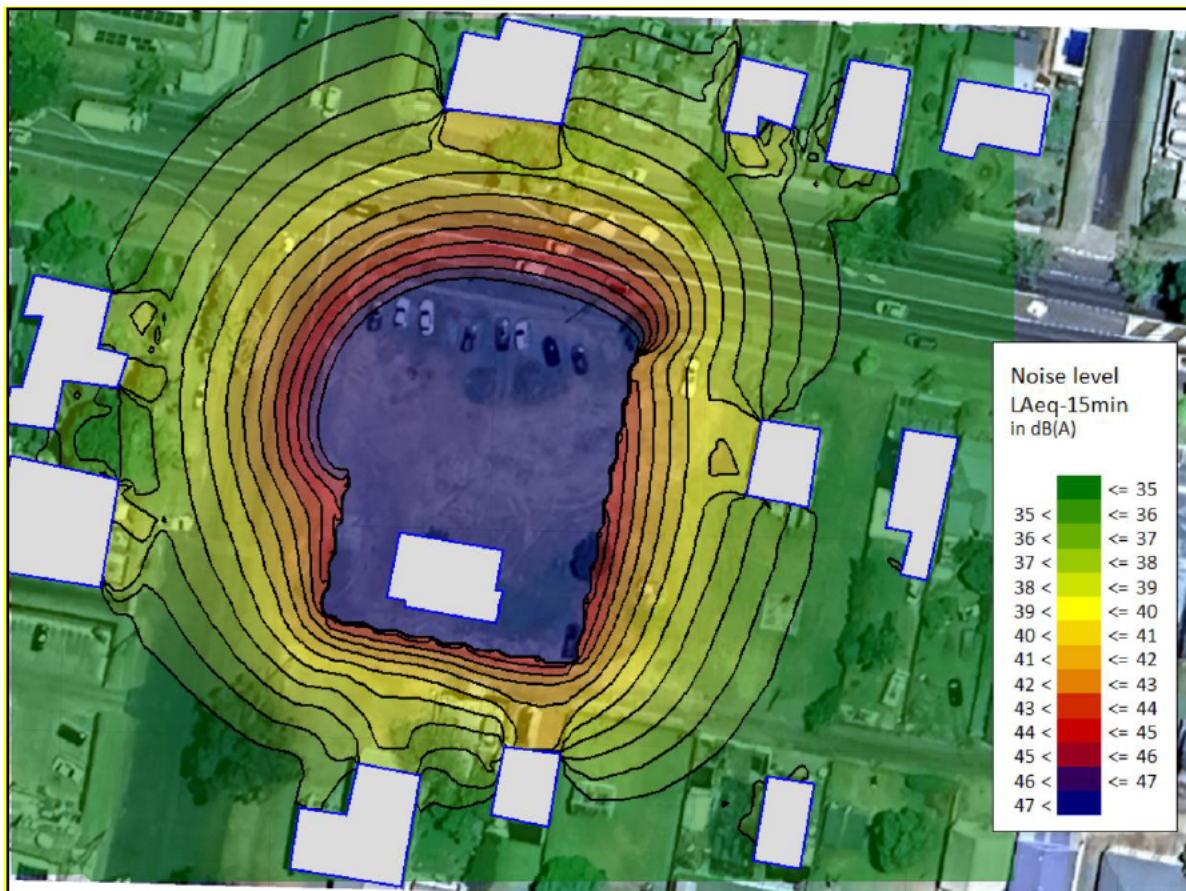 Noise level
LAeq-15min
in dB(A)
<= 35
35 < <= 36
36 < <= 37
37 < <= 38
38 < <= 39
39 < <= 40
40 < <= 41
41 < <= 42
42 < <= 43
43 < <= 44
44 < <= 45
45 < <= 46
46 < <= 47
47 <